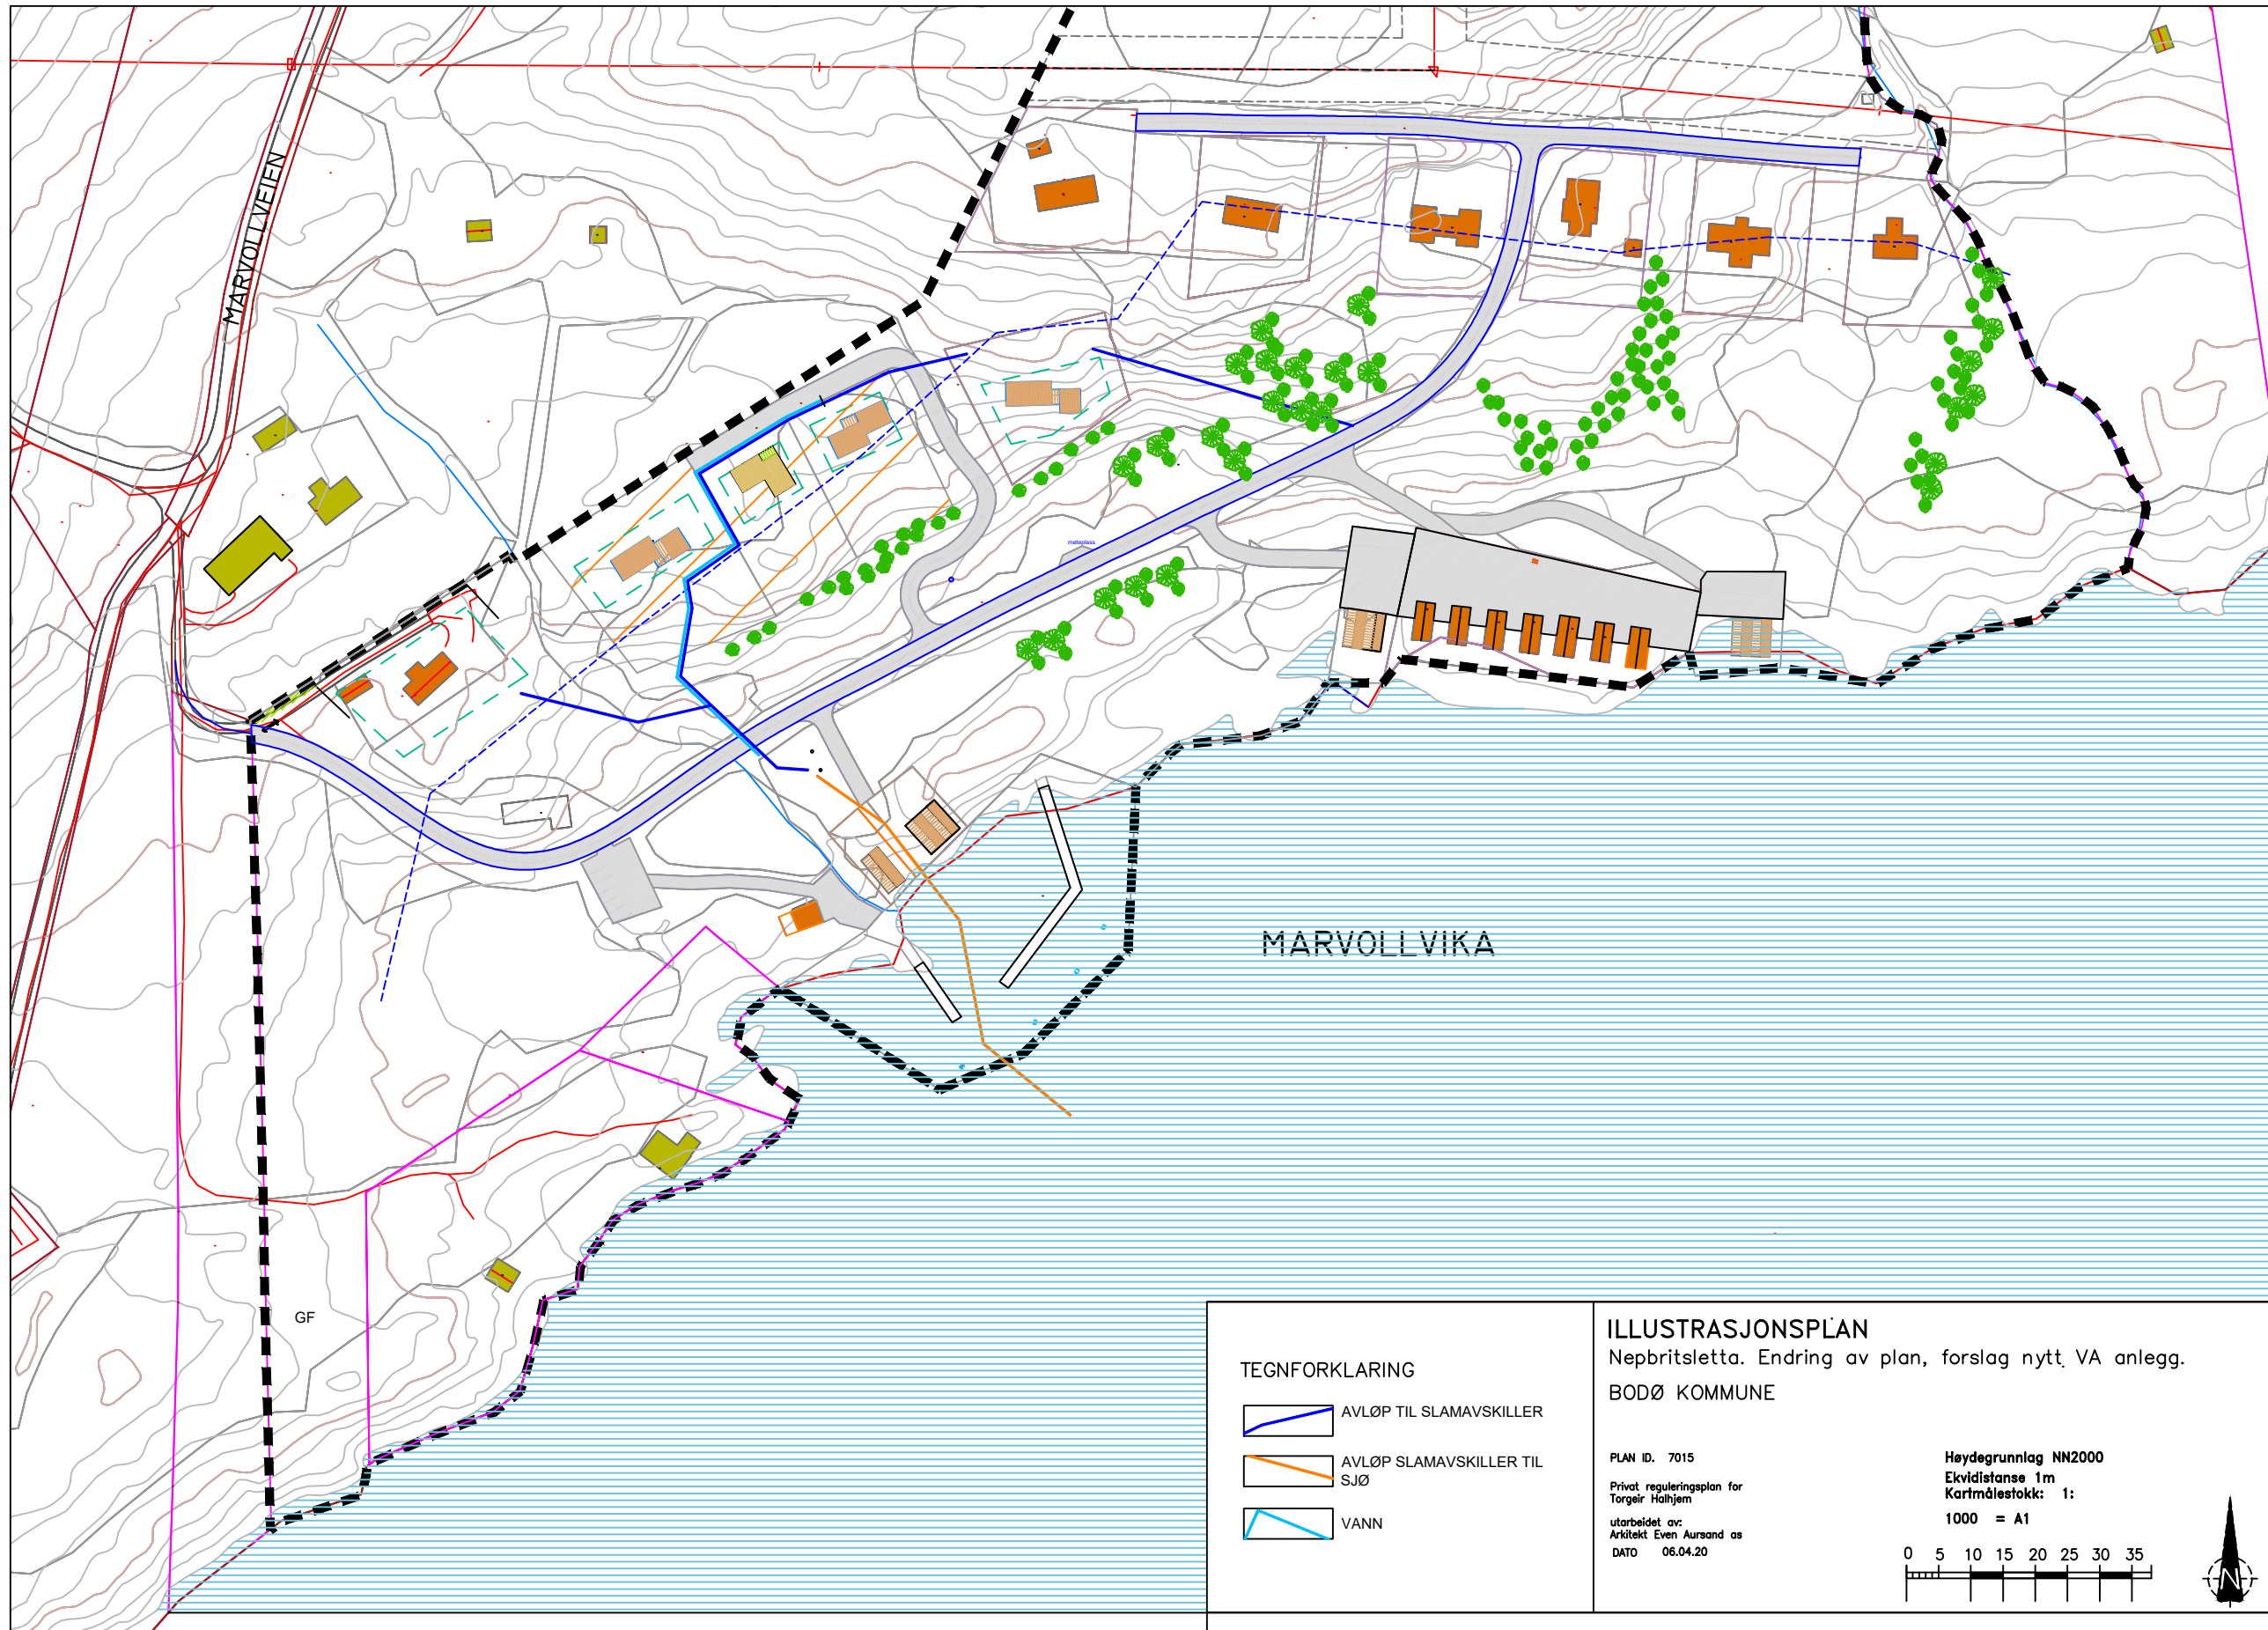 MARVOLLVEIEN
møteplass
MARVOLLVIKA
GF
TEGNFORKLARING
AVLØP TIL SLAMAVSKILLER
AVLØP SLAMAVSKILLER TIL
SJØ
VANN
ILLUSTRASJONSPLAN
Nepbritsletta. Endring av plan, forslag nytt VA anlegg.
BODØ KOMMUNE
PLAN ID. 7015
Privat reguleringsplan for
Torgeir Halhjem
utarbeidet av:
Arkitekt Even Aursand as
DATO 06.04.20
Høydegrunnlag NN2000
Ekvidistanse 1m
Kartmålestokk: 1:
1000 = A1
0 5 10 15 20 25 30 35
N